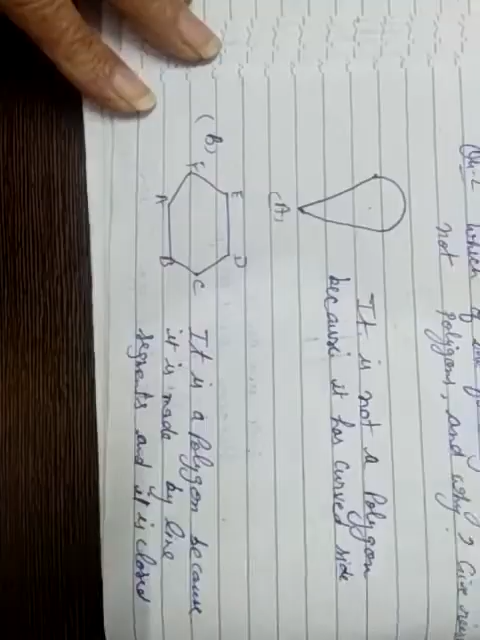 Qu-2 which of the
not polygons, and why? Give
(A)
It is not a Polygon
because it has curved side
(B)
F
E
A
D
B
C
It is a Polygon because
it is made by line
segments and it is closed